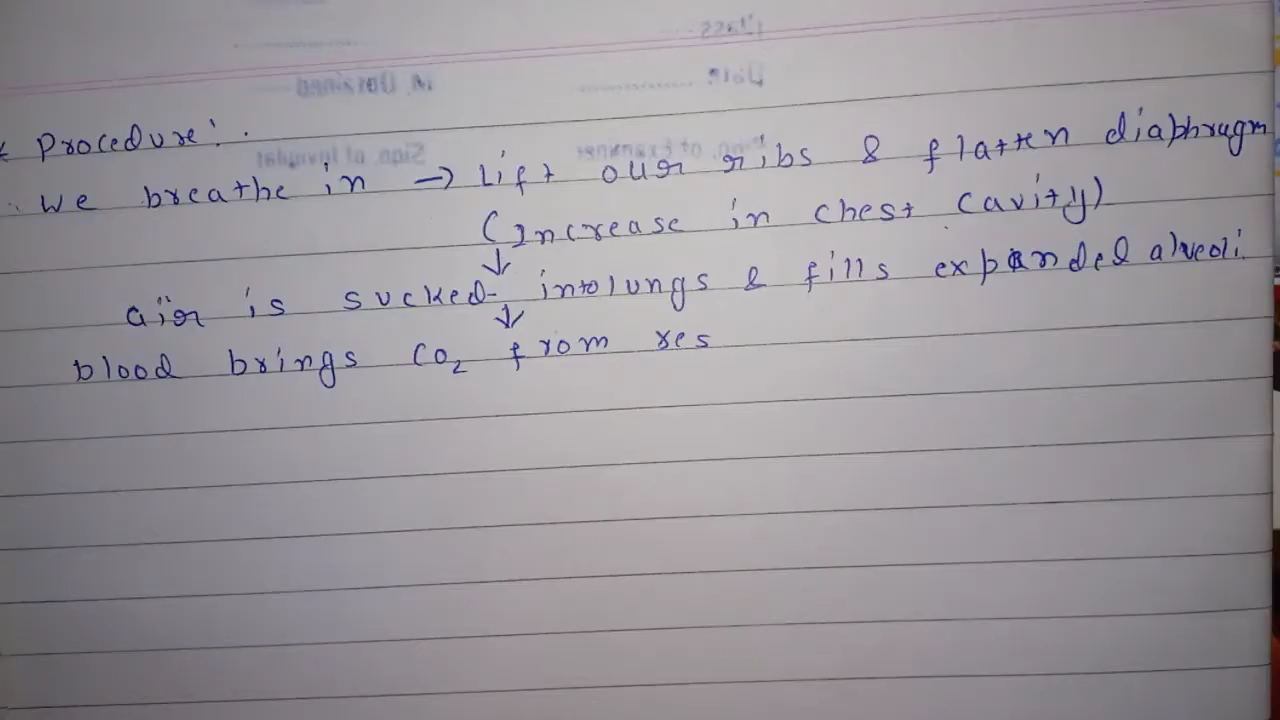 * Procedure:
We breathe in → Lift our ribs & flatten diaphragm
(Increase in chest cavity)
↓
air is sucked into lungs & fills expanded alveoli.
↓
blood brings CO₂ from res